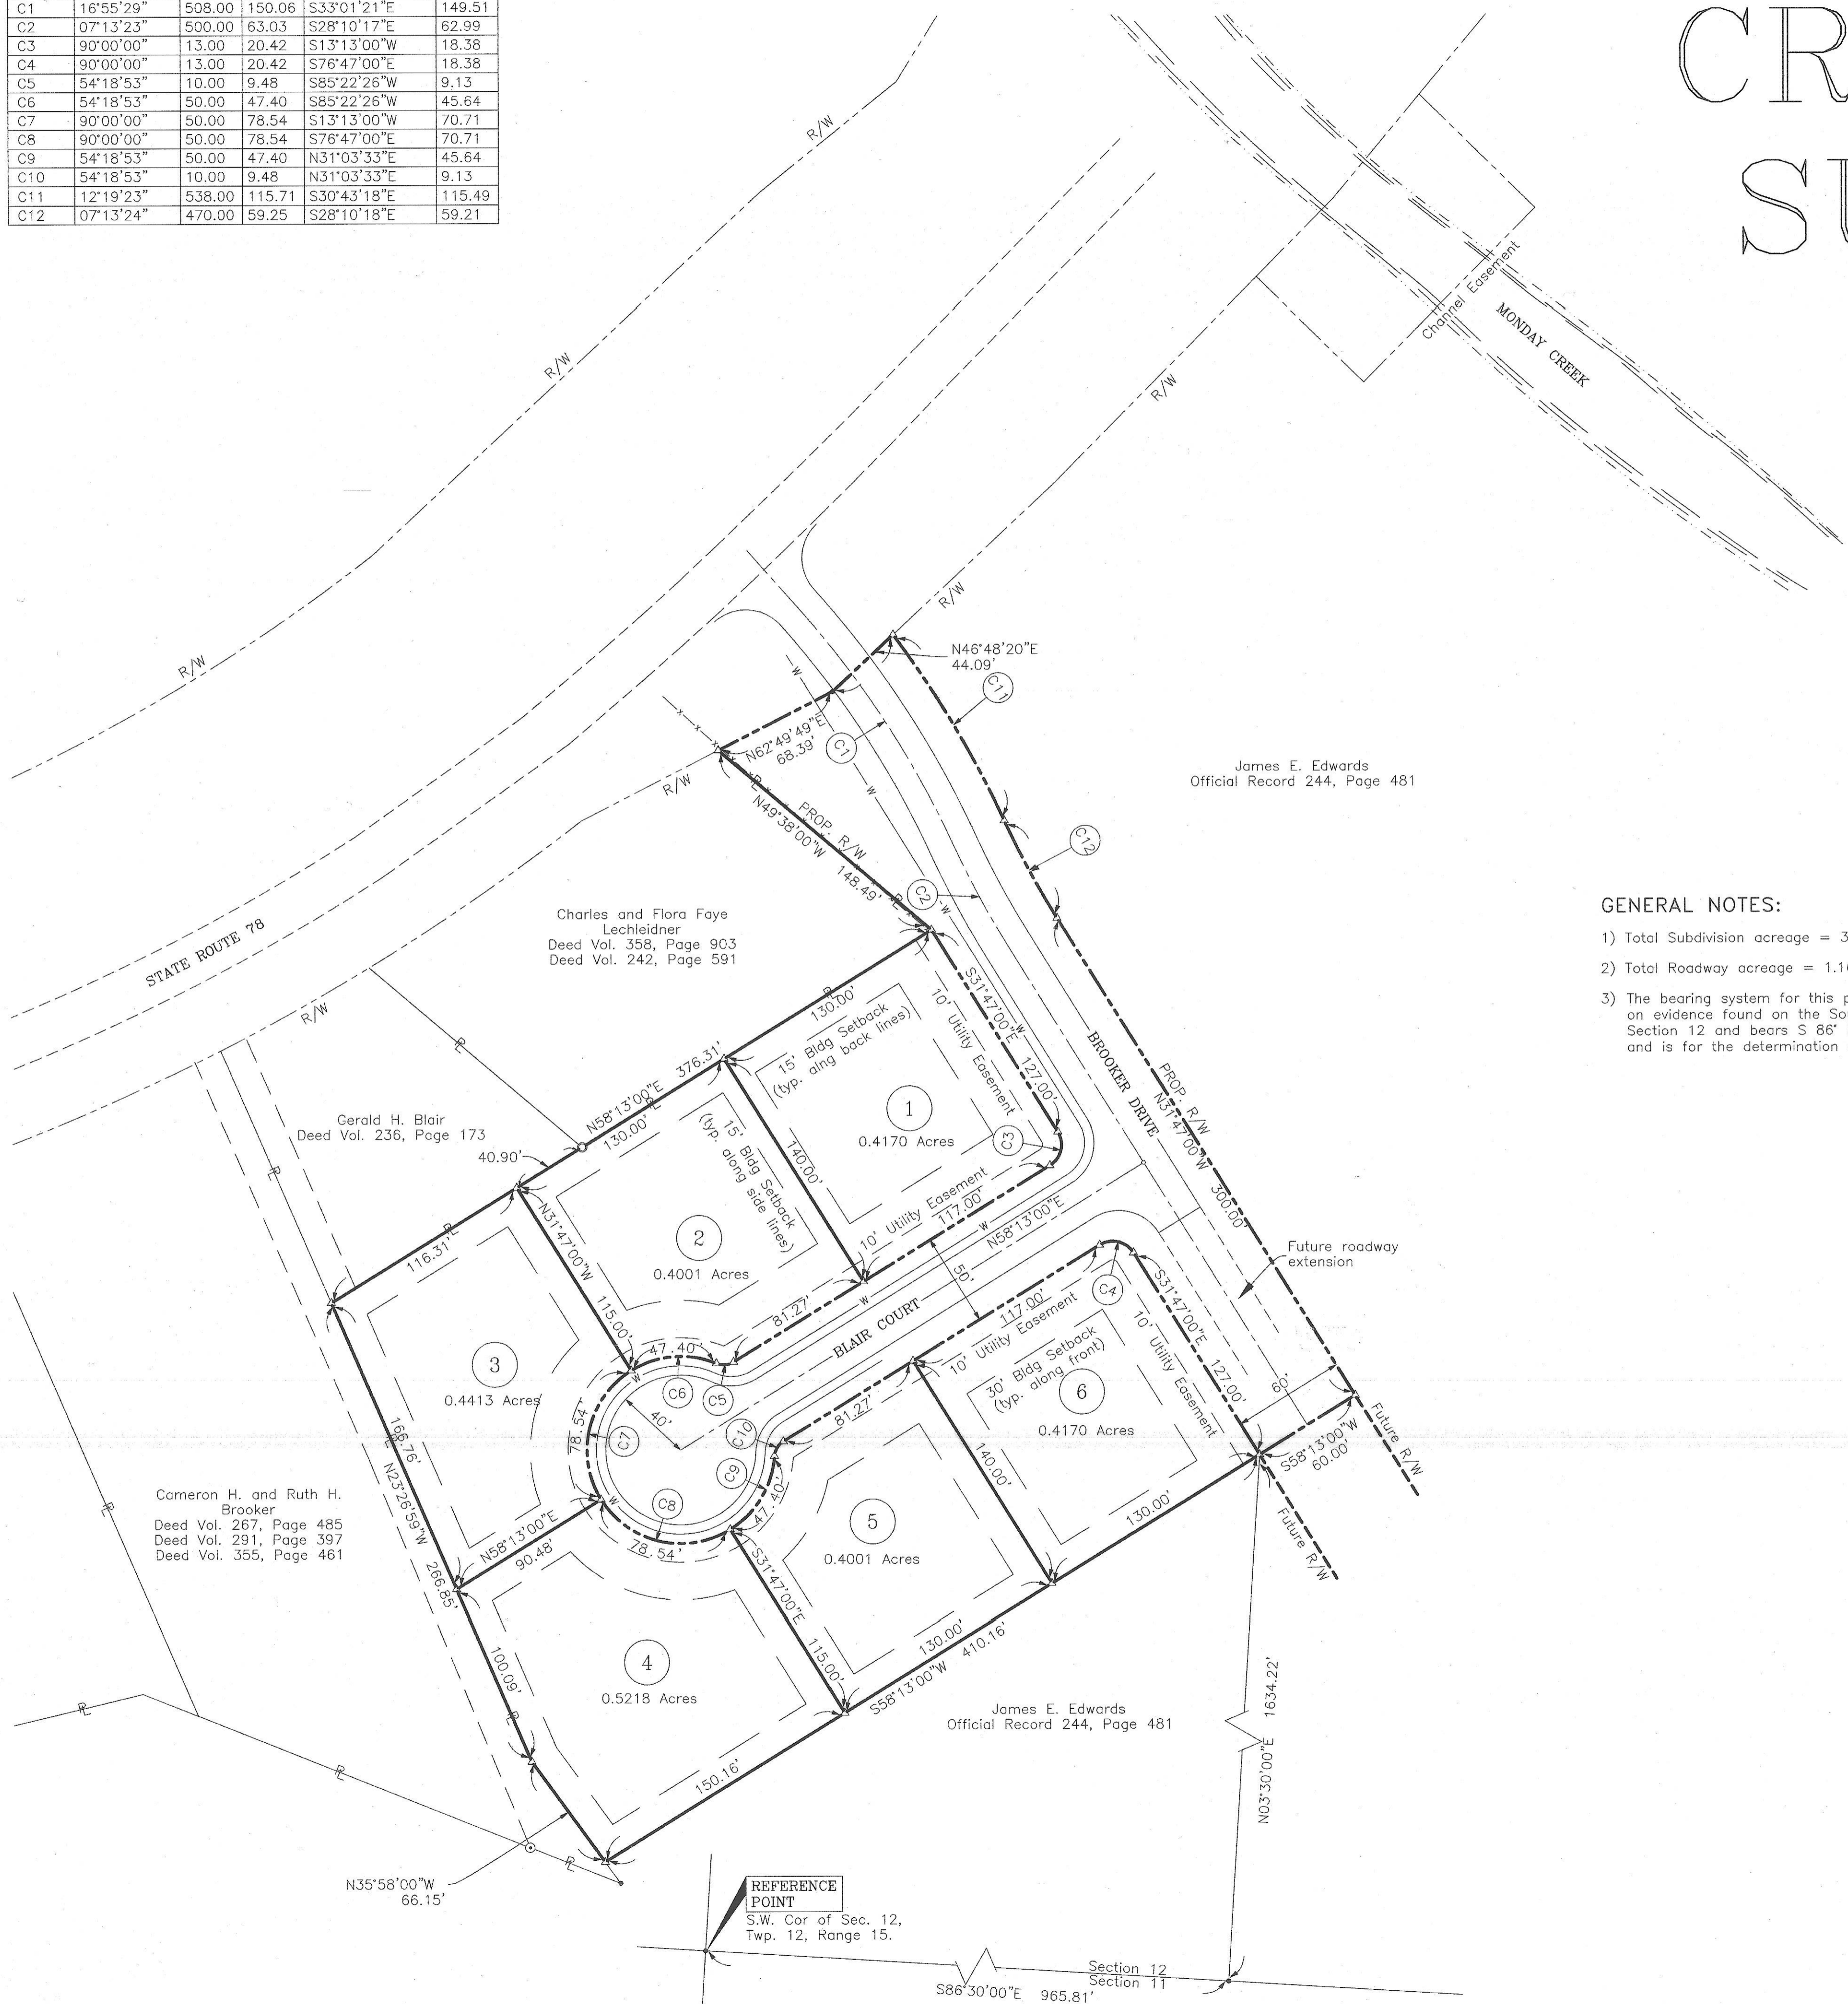 C1 16°55'29" 508.00 150.06 S33°01'21"E 149.51
C2 07°13'23" 500.00 63.03 S28°10'17"E 62.99
C3 90°00'00" 13.00 20.42 S13°13'00"W 18.38
C4 90°00'00" 13.00 20.42 S76°47'00"E 18.38
C5 54°18'53" 10.00 9.48 S85°22'26"W 9.13
C6 54°18'53" 50.00 47.40 S85°22'26"W 45.64
C7 90°00'00" 50.00 78.54 S13°13'00"W 70.71
C8 90°00'00" 50.00 78.54 S76°47'00"E 70.71
C9 54°18'53" 50.00 47.40 N31°03'33"E 45.64
C10 54°18'53" 10.00 9.48 N31°03'33"E 9.13
C11 12°19'23" 538.00 115.71 S30°43'18"E 115.49
C12 07°13'24" 470.00 59.25 S28°10'18"E 59.21
CR
SU
R/W
R/W
R/W
R/W
Channel Easement
MONDAY CREEK
R/W
R/W
N46°48'20"E
44.09'
C11
N62°49'49"E
68.39'
C1
W
W
R/W
PROP. R/W
N49°38'00"W 148.49'
C12
C2
W
James E. Edwards
Official Record 244, Page 481
GENERAL NOTES:
1) Total Subdivision acreage = 3
2) Total Roadway acreage = 1.1
3) The bearing system for this p
on evidence found on the So
Section 12 and bears S 86°
and is for the determination
Charles and Flora Faye
Lechleidner
Deed Vol. 358, Page 903
Deed Vol. 242, Page 591
STATE ROUTE 78
R/W
PL
PL
130.00'
15' Bldg Setback
(typ. alng back lines)
10' Utility Easement
S31°47'00"E 127.00'
W
BROOKER DRIVE
PROP. R/W
N31°47'00"W 300.00'
1
0.4170 Acres
C3
Gerald H. Blair
Deed Vol. 236, Page 173
40.90'
N58°13'00"E 376.31'
PL
130.00'
15' Bldg Setback
(typ. along side lines)
140.00'
10' Utility Easement
117.00'
W
N58°13'00"E
PL
116.31'
PL
N31°47'00"W
115.00'
2
0.4001 Acres
81.27'
W
50'
BLAIR COURT
Future roadway
extension
C4
117.00'
10' Utility Easement
S31°47'00"E 127.00'
10' Utility Easement
30' Bldg Setback
(typ. along front)
6
0.4170 Acres
60'
3
0.4413 Acres
47.40'
W
C6
C5
40'
C7
78.54'
C10
C9
47.40'
C8
78.54'
W
81.27'
140.00'
5
0.4001 Acres
130.00'
S58°13'00"W
60.00'
Future R/W
Future R/W
166.76'
PL
N23°26'59"W 266.85'
N58°13'00"E
90.48'
PL
Cameron H. and Ruth H.
Brooker
Deed Vol. 267, Page 485
Deed Vol. 291, Page 397
Deed Vol. 355, Page 461
S31°47'00"E
115.00'
130.00'
S58°13'00"W 410.16'
100.09'
PL
4
0.5218 Acres
150.16'
James E. Edwards
Official Record 244, Page 481
N03°30'00"E 1634.22'
PL
PL
PL
N35°58'00"W
66.15'
REFERENCE
POINT
S.W. Cor of Sec. 12,
Twp. 12, Range 15.
Section 12
Section 11
S86°30'00"E 965.81'